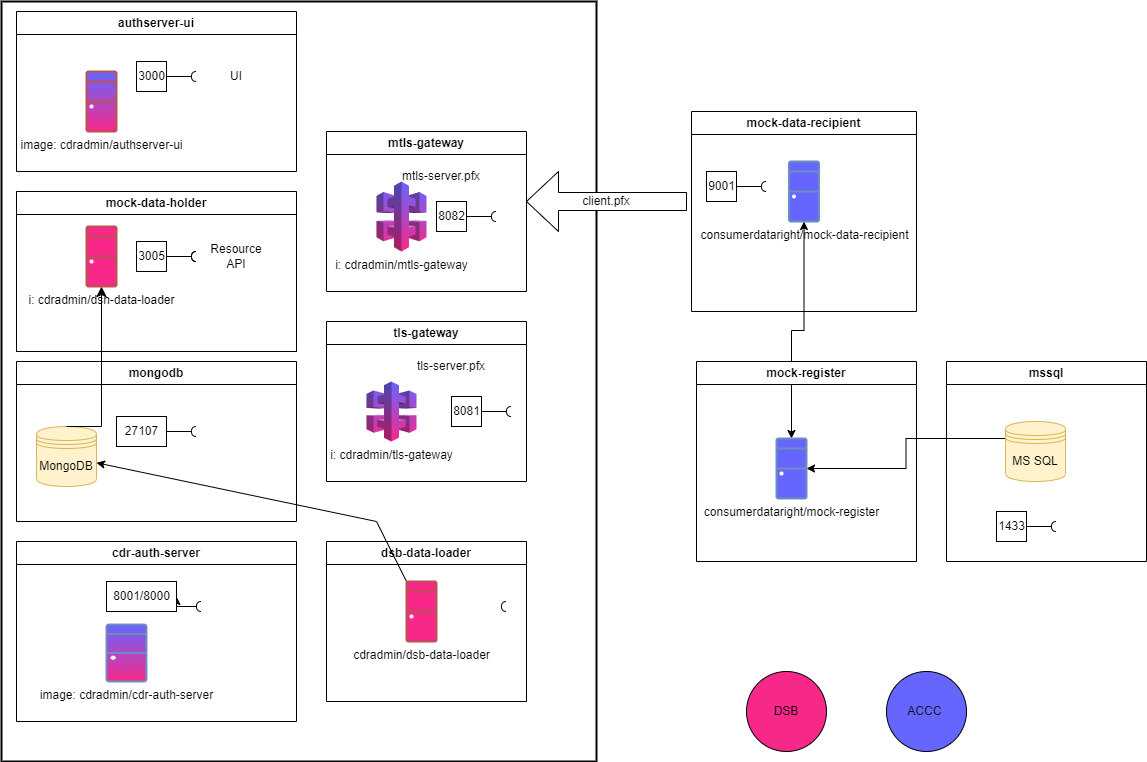 authserver-ui
3000
UI
image: cdradmin/authserver-ui
mock-data-holder
3005
Resource
API
i: cdradmin/dsh-data-loader
mongodb
27107
MongoDB
cdr-auth-server
8001/8000
image: cdradmin/cdr-auth-server
mtls-gateway
mtls-server.pfx
8082
i: cdradmin/mtls-gateway
tls-gateway
tls-server.pfx
8081
i: cdradmin/tls-gateway
dsb-data-loader
cdradmin/dsb-data-loader
client.pfx
mock-data-recipient
9001
consumerdataright/mock-data-recipient
mock-register
consumerdataright/mock-register
mssql
MS SQL
1433
DSB
ACCC